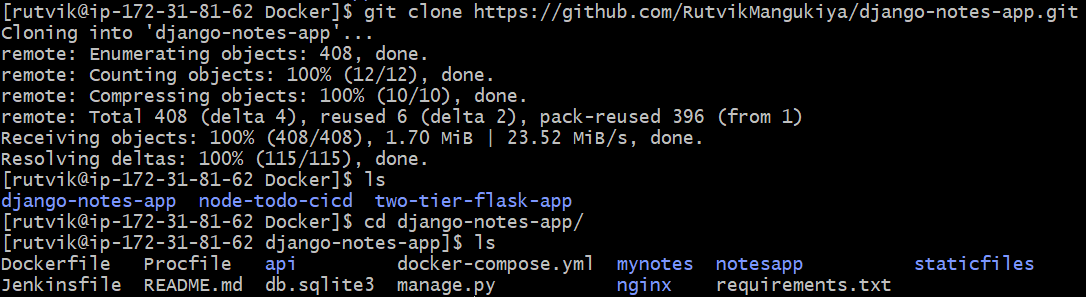 [rutvik@ip-172-31-81-62 Docker]$ git clone https://github.com/RutvikMangukiya/django-notes-app.git
Cloning into 'django-notes-app'...
remote: Enumerating objects: 408, done.
remote: Counting objects: 100% (12/12), done.
remote: Compressing objects: 100% (10/10), done.
remote: Total 408 (delta 4), reused 6 (delta 2), pack-reused 396 (from 1)
Receiving objects: 100% (408/408), 1.70 MiB | 23.52 MiB/s, done.
Resolving deltas: 100% (115/115), done.
[rutvik@ip-172-31-81-62 Docker]$ ls
django-notes-app  node-todo-cicd  two-tier-flask-app
[rutvik@ip-172-31-81-62 Docker]$ cd django-notes-app/
[rutvik@ip-172-31-81-62 django-notes-app]$ ls
Dockerfile   Procfile   api         docker-compose.yml  mynotes  notesapp          staticfiles
Jenkinsfile  README.md  db.sqlite3  manage.py           nginx    requirements.txt